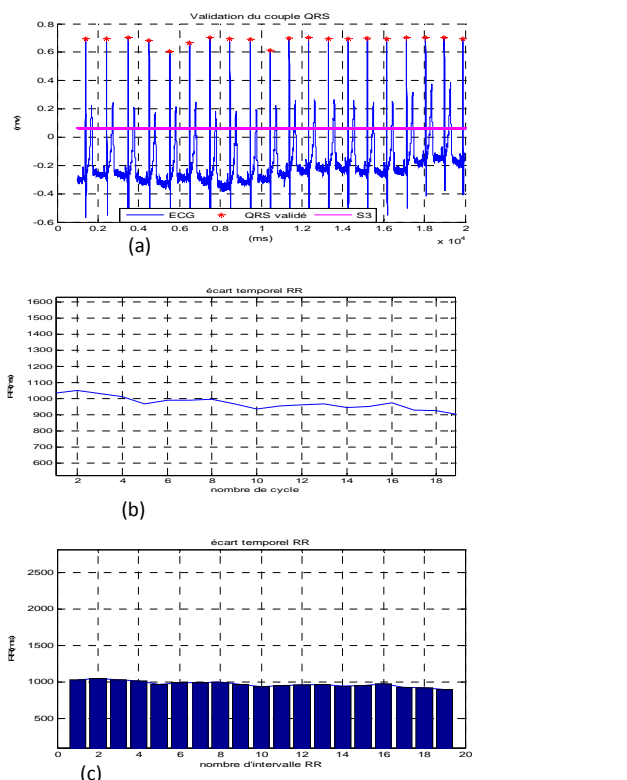 Validation du couple QRS
0.8
0.6
0.4
0.2
0
-0.2
-0.4
-0.6
(mv)
ECG QRS validé S3
0 0.2 0.4 0.6 0.8 1 1.2 1.4 1.6 1.8 2
(ms)
x 10^4
(a)
écart temporel RR
1600
1500
1400
1300
1200
1100
1000
900
800
700
600
RR(ms)
2 4 6 8 10 12 14 16 18
nombre de cycle
(b)
écart temporel RR
2500
2000
1500
1000
500
RR(ms)
0 2 4 6 8 10 12 14 16 18 20
nombre d'intervalle RR
(c)